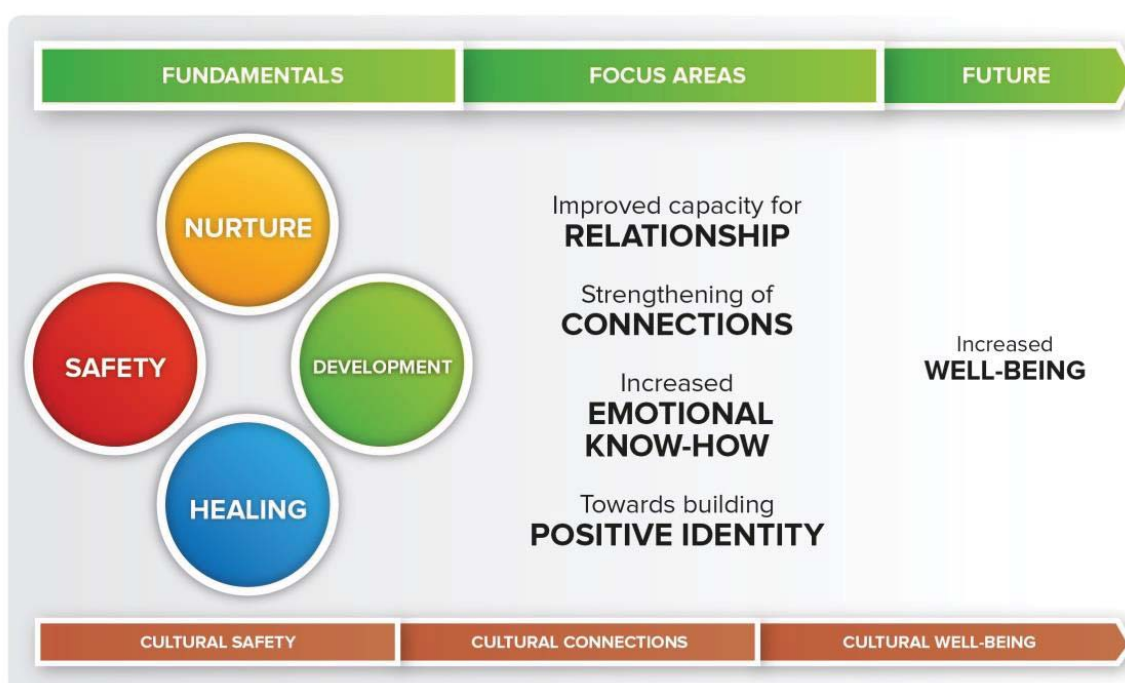 FUNDAMENTALS
FOCUS AREAS
FUTURE
NURTURE
SAFETY
DEVELOPMENT
HEALING
Improved capacity for
RELATIONSHIP
Strengthening of
CONNECTIONS
Increased
EMOTIONAL
KNOW-HOW
Towards building
POSITIVE IDENTITY
Increased
WELL-BEING
CULTURAL SAFETY
CULTURAL CONNECTIONS
CULTURAL WELL-BEING